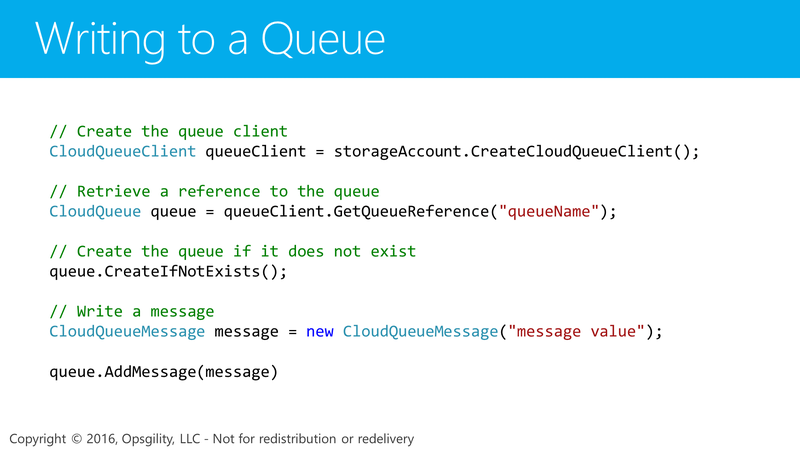 Writing to a Queue
// Create the queue client
CloudQueueClient queueClient = storageAccount.CreateCloudQueueClient();
// Retrieve a reference to the queue
CloudQueue queue = queueClient.GetQueueReference("queueName");
// Create the queue if it does not exist
queue.CreateIfNotExists();
// Write a message
CloudQueueMessage message = new CloudQueueMessage("message value");
queue.AddMessage(message)
Copyright © 2016, Opsgility, LLC - Not for redistribution or redelivery